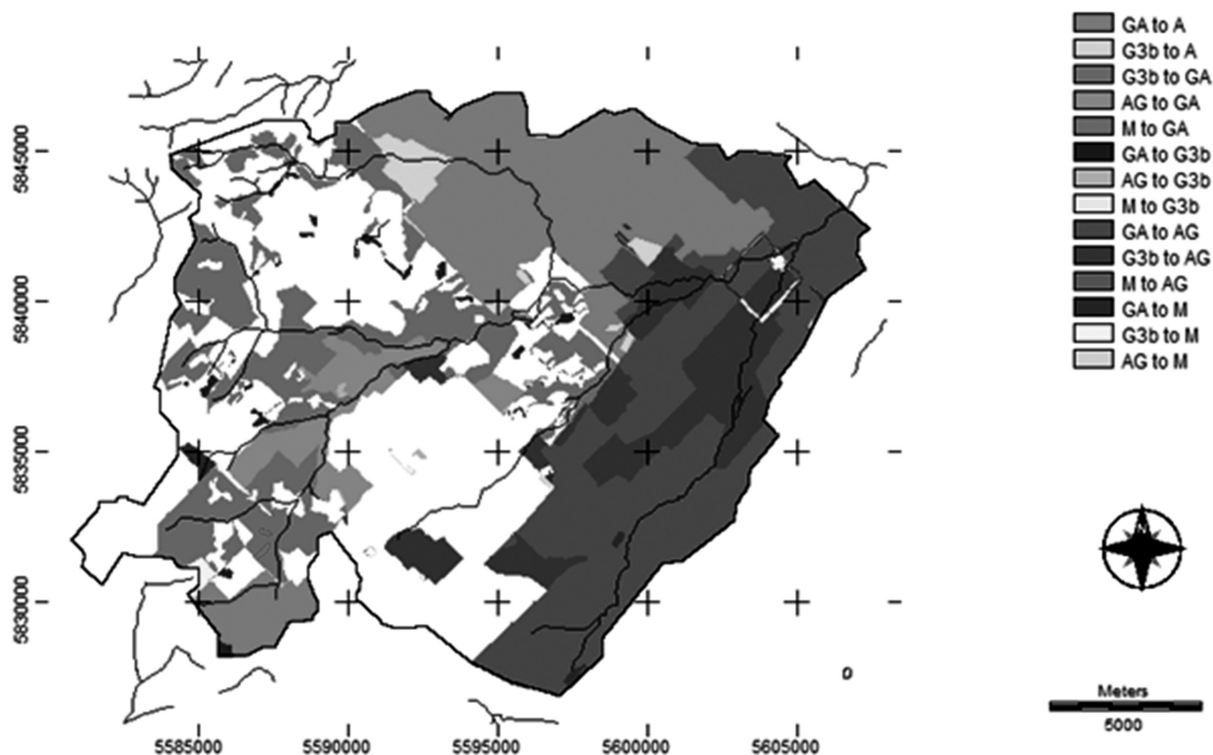 GA to A
G3b to A
G3b to GA
AG to GA
M to GA
GA to G3b
AG to G3b
M to G3b
GA to AG
G3b to AG
M to AG
GA to M
G3b to M
AG to M
5845000
5840000
5835000
5830000
0
Meters
5000
5585000 5590000 5595000 5600000 5605000